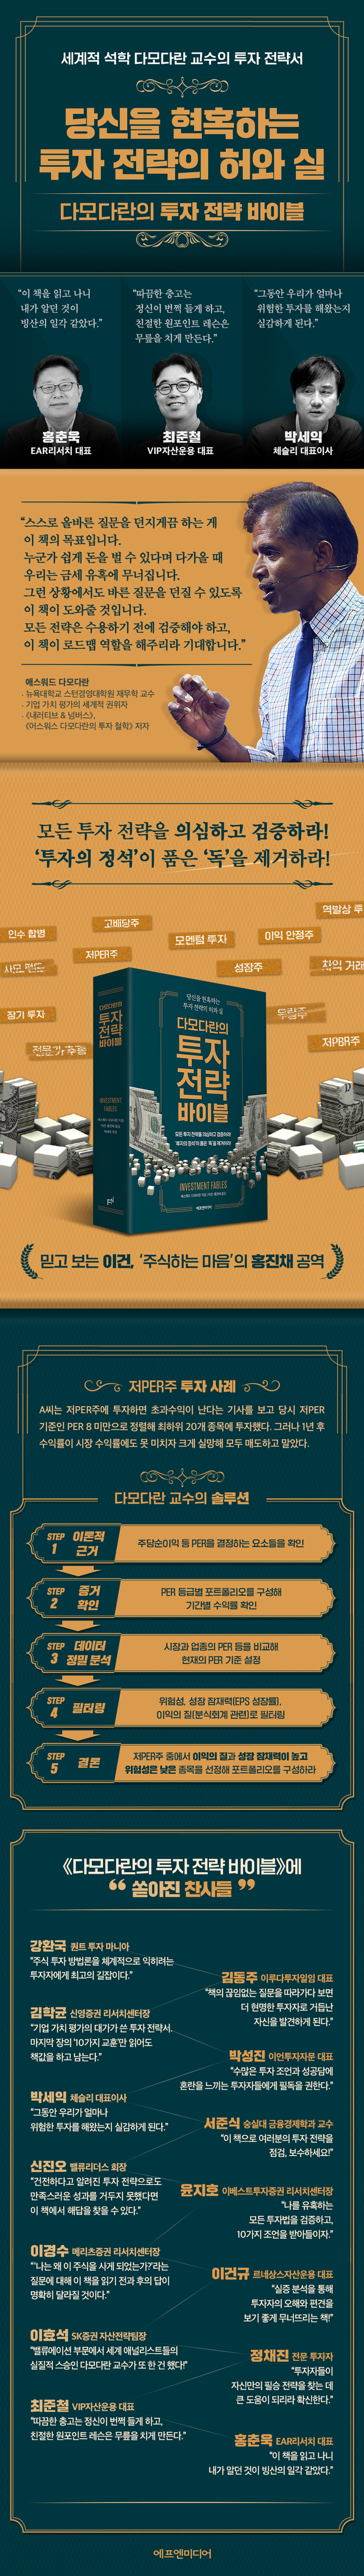 세계적 석학 다모다란 교수의 투자 전략서
당신을 현혹하는
투자 전략의 허와 실
다모다란의 투자 전략 바이블
“이 책을 읽고 나니
내가 알던 것이
빙산의 일각 같았다.”
홍춘욱
EAR리서치 대표
“따끔한 충고는
정신이 번쩍 들게 하고,
친절한 원포인트 레슨은
무릎을 치게 만든다.”
최준철
VIP자산운용 대표
“그동안 우리가 얼마나
위험한 투자를 해왔는지
실감하게 된다.”
박세익
체슬리 대표이사
“스스로 올바른 질문을 던지게끔 하는 게
이 책의 목표입니다.
누군가 쉽게 돈을 벌 수 있다며 다가올 때
우리는 금세 유혹에 무너집니다.
그런 상황에서도 바른 질문을 던질 수 있도록
이 책이 도와줄 것입니다.
모든 전략은 수용하기 전에 검증해야 하고,
이 책이 로드맵 역할을 해주리라 기대합니다.”
애스워드 다모다란
· 뉴욕대학교 스턴경영대학원 재무학 교수
· 기업 가치 평가의 세계적 권위자
· 《내러티브 & 넘버스》,
《어스워스 다모다란의 투자 철학》 저자
모든 투자 전략을 의심하고 검증하라!
‘투자의 정석’이 품은 ‘독’을 제거하라!
역발상 투
고배당주
인수 합병
모멘텀 투자
이익 안정주
저PER주
사모 펀드
성장주
차익 거래
장기 투자
우량주
전문가 추종
저PBR주
다모다란의
투자
전략
바이블
INVESTMENT
FABLES
당신을 현혹하는
투자 전략의 허와 실
다모다란의
투자
전략
바이블
모든 투자 전략을 의심하고 검증하라!
‘투자의 정석’이 품은 ‘독’을 제거하라!
INVESTMENT FABLES
에프엔미디어
믿고 보는 이건, ‘주식하는 마음’의 홍진채 공역
저PER주 투자 사례
A씨는 저PER주에 투자하면 초과수익이 난다는 기사를 보고 당시 저PER
기준인 PER 8 미만으로 정렬해 최하위 20개 종목에 투자했다. 그러나 1년 후
수익률이 시장 수익률에도 못 미치자 크게 실망해 모두 매도하고 말았다.
다모다란 교수의 솔루션
STEP 1 이론적 근거
주당순이익 등 PER을 결정하는 요소들을 확인
STEP 2 증거 확인
PER 등급별 포트폴리오를 구성해
기간별 수익률 확인
STEP 3 데이터 정밀 분석
시장과 업종의 PER 등을 비교해
현재의 PER 기준 설정
STEP 4 필터링
위험성, 성장 잠재력(EPS 성장률),
이익의 질(분식회계 관련)로 필터링
STEP 5 결론
저PER주 중에서 이익의 질과 성장 잠재력이 높고
위험성은 낮은 종목을 선정해 포트폴리오를 구성하라
《다모다란의 투자 전략 바이블》에
“ 쏟아진 찬사들 ”
강환국 퀀트 투자 마니아
“주식 투자 방법론을 체계적으로 익히려는
투자자에게 최고의 길잡이다.”
김동주 이루다투자일임 대표
“책의 끊임없는 질문을 따라가다 보면
더 현명한 투자자로 거듭난
자신을 발견하게 된다.”
김학균 신영증권 리서치센터장
“기업 가치 평가의 대가가 쓴 투자 전략서.
마지막 장의 ‘10가지 교훈’만 읽어도
책값을 하고 남는다.”
박성진 이언투자자문 대표
“수많은 투자 조언과 성공담에
혼란을 느끼는 투자자들에게 필독을 권한다.”
박세익 체슬리 대표이사
“그동안 우리가 얼마나
위험한 투자를 해왔는지 실감하게 된다.”
서준식 숭실대 금융경제학과 교수
“이 책으로 여러분의 투자 전략을
점검, 보수하세요!”
신진오 밸류리더스 회장
“건전하다고 알려진 투자 전략으로도
만족스러운 성과를 거두지 못했다면
이 책에서 해답을 찾을 수 있다.”
윤지호 이베스트투자증권 리서치센터장
“나를 유혹하는
모든 투자법을 검증하고,
10가지 조언을 받아들이자.”
이경수 메리츠증권 리서치센터장
“‘나는 왜 이 주식을 사게 되었는가?’라는
질문에 대해 이 책을 읽기 전과 후의 답이
명확히 달라질 것이다.”
이건규 르네상스자산운용 대표
“실증 분석을 통해
투자자의 오해와 편견을
보기 좋게 무너뜨리는 책!”
이효석 SK증권 자산전략팀장
“밸류에이션 부문에서 세계 애널리스트들의
실질적 스승인 다모다란 교수가 또 한 건 했다!”
정채진 전문 투자자
“투자자들이
자신만의 필승 전략을 찾는 데
큰 도움이 되리라 확신한다.”
최준철 VIP자산운용 대표
“따끔한 충고는 정신이 번쩍 들게 하고,
친절한 원포인트 레슨은 무릎을 치게 만든다.”
홍춘욱 EAR리서치 대표
“이 책을 읽고 나니
내가 알던 것이 빙산의 일각 같았다.”
에프엔미디어